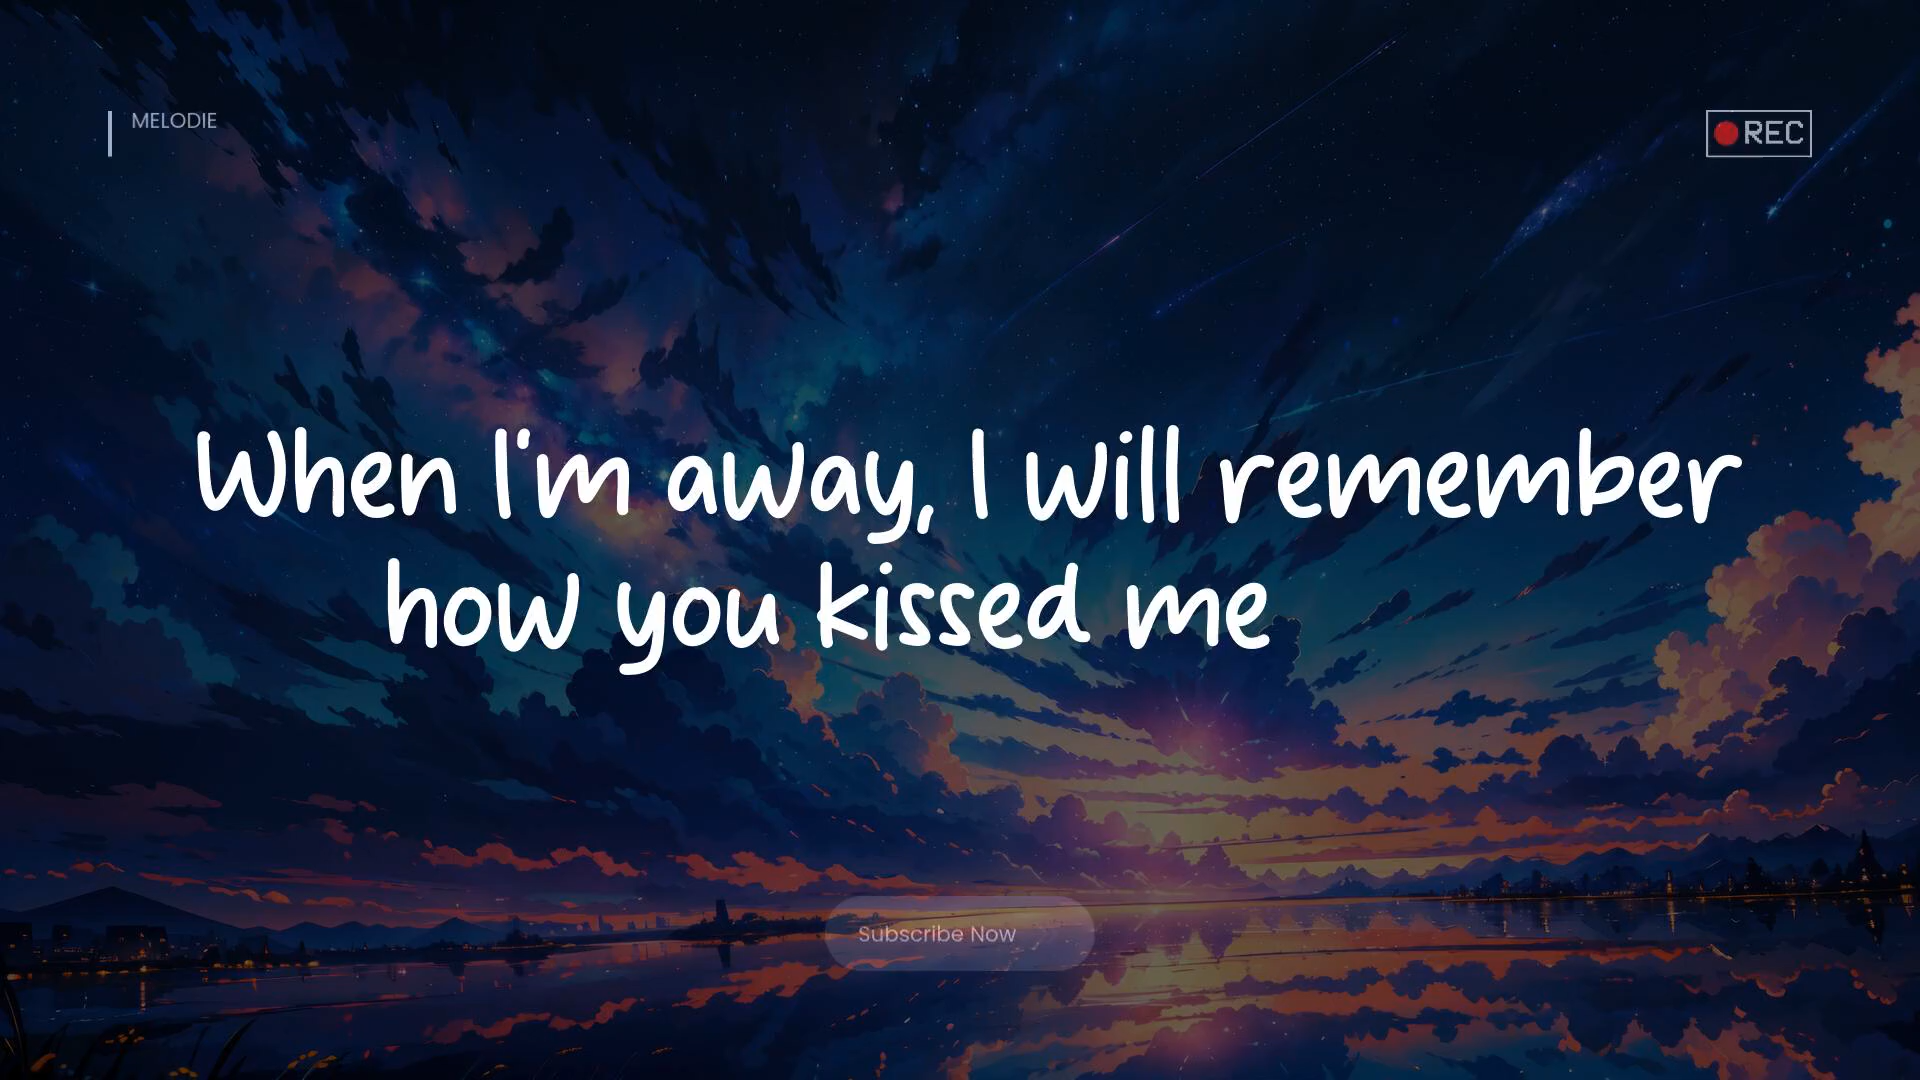 MELODIE
REC
When I'm away, I will remember
how you kissed me
Subscribe Now